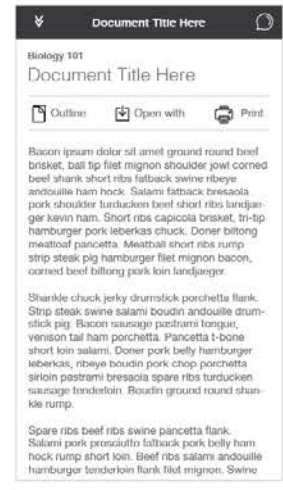 Document Title Here
Biology 101
Document Title Here
Outline
Open with
Print
Bacon ipsum dolor sit amet ground round beef
brisket, ball tip filet mignon shoulder jowl corned
beef shank short ribs fatback swine ribeye
andouille ham hock. Salami fatback bresaola
pork shoulder turducken beef short ribs landjae-
ger kevin ham. Short ribs capicola brisket, tri-tip
hamburger pork leberkas chuck. Doner biltong
meatloaf pancetta. Meatball short ribs rump
strip steak pig hamburger filet mignon bacon,
corned beef biltong pork loin landjaeger.
Shankle chuck jerky drumstick porchetta flank.
Strip steak swine salami boudin andouille drum-
stick pig. Bacon sausage pastrami tongue,
venison tail ham porchetta. Pancetta t-bone
short loin salami. Doner pork belly hamburger
leberkas, ribeye boudin pork chop porchetta
sirloin pastrami bresaola spare ribs turducken
sausage tenderloin. Boudin ground round shan-
kle rump.
Spare ribs beef ribs swine pancetta flank.
Salami pork prosciutto fatback pork belly ham
hock rump short loin. Beef ribs salami andouille
hamburger tenderloin flank filet mignon. Swine